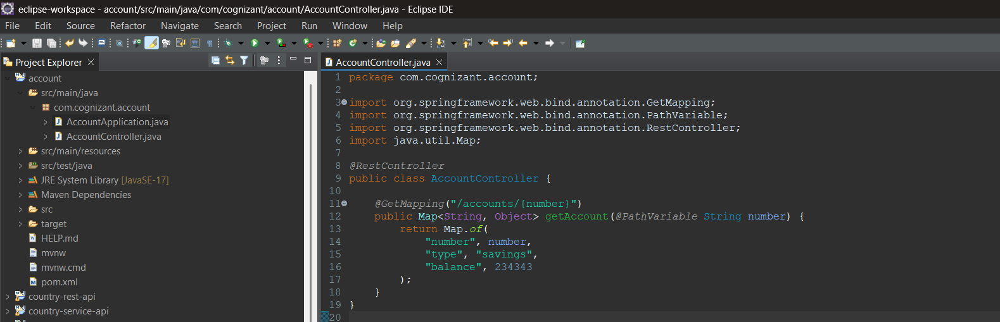 eclipse-workspace - account/src/main/java/com/cognizant/account/AccountController.java - Eclipse IDE
File Edit Source Refactor Navigate Search Project Run Window Help
Project Explorer
account
src/main/java
com.cognizant.account
AccountApplication.java
AccountController.java
src/main/resources
src/test/java
JRE System Library [JavaSE-17]
Maven Dependencies
src
target
HELP.md
mvnw
mvnw.cmd
pom.xml
country-rest-api
country-service-api
AccountController.java
1 package com.cognizant.account;
2
3 import org.springframework.web.bind.annotation.GetMapping;
4 import org.springframework.web.bind.annotation.PathVariable;
5 import org.springframework.web.bind.annotation.RestController;
6 import java.util.Map;
7
8 @RestController
9 public class AccountController {
10
11 @GetMapping("/accounts/{number}")
12 public Map<String, Object> getAccount(@PathVariable String number) {
13 return Map.of(
14 "number", number,
15 "type", "savings",
16 "balance", 234343
17 );
18 }
19 }
20